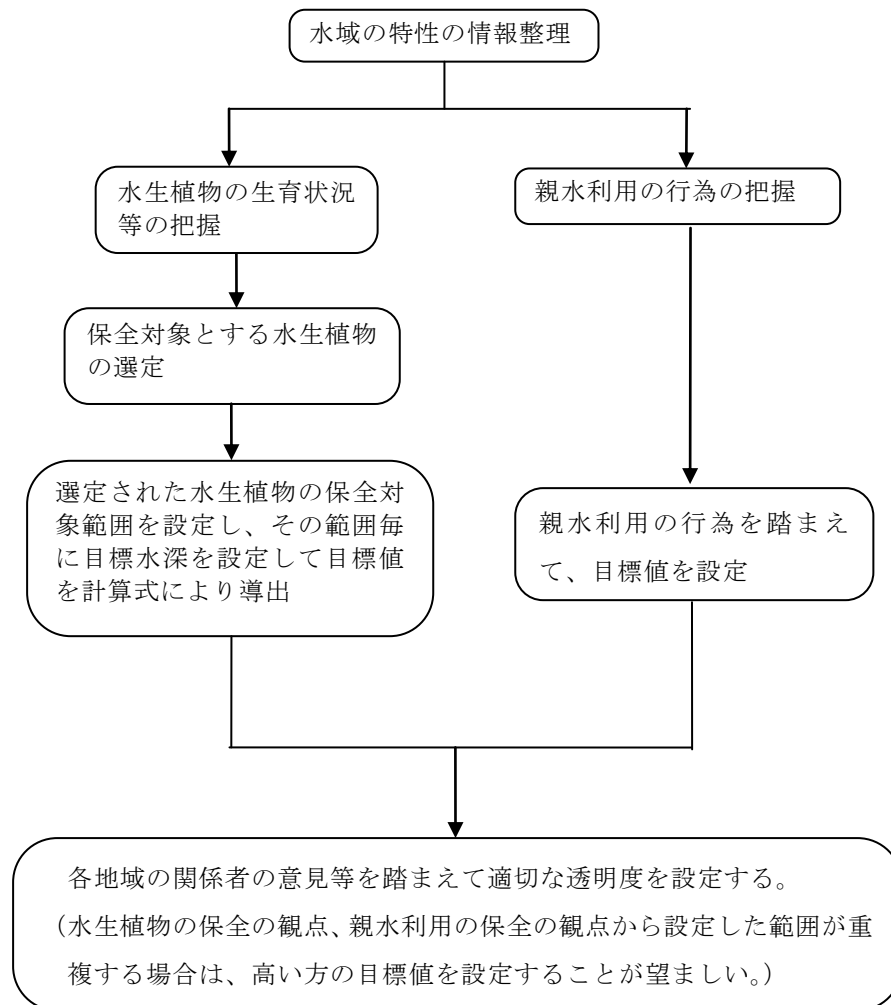 水域の特性の情報整理
水生植物の生育状況
等の把握
親水利用の行為の把握
保全対象とする水生植物
の選定
選定された水生植物の保全対
象範囲を設定し、その範囲毎
に目標水深を設定して目標値
を計算式により導出
親水利用の行為を踏まえ
て、目標値を設定
各地域の関係者の意見等を踏まえて適切な透明度を設定する。
（水生植物の保全の観点、親水利用の保全の観点から設定した範囲が重
複する場合は、高い方の目標値を設定することが望ましい。）